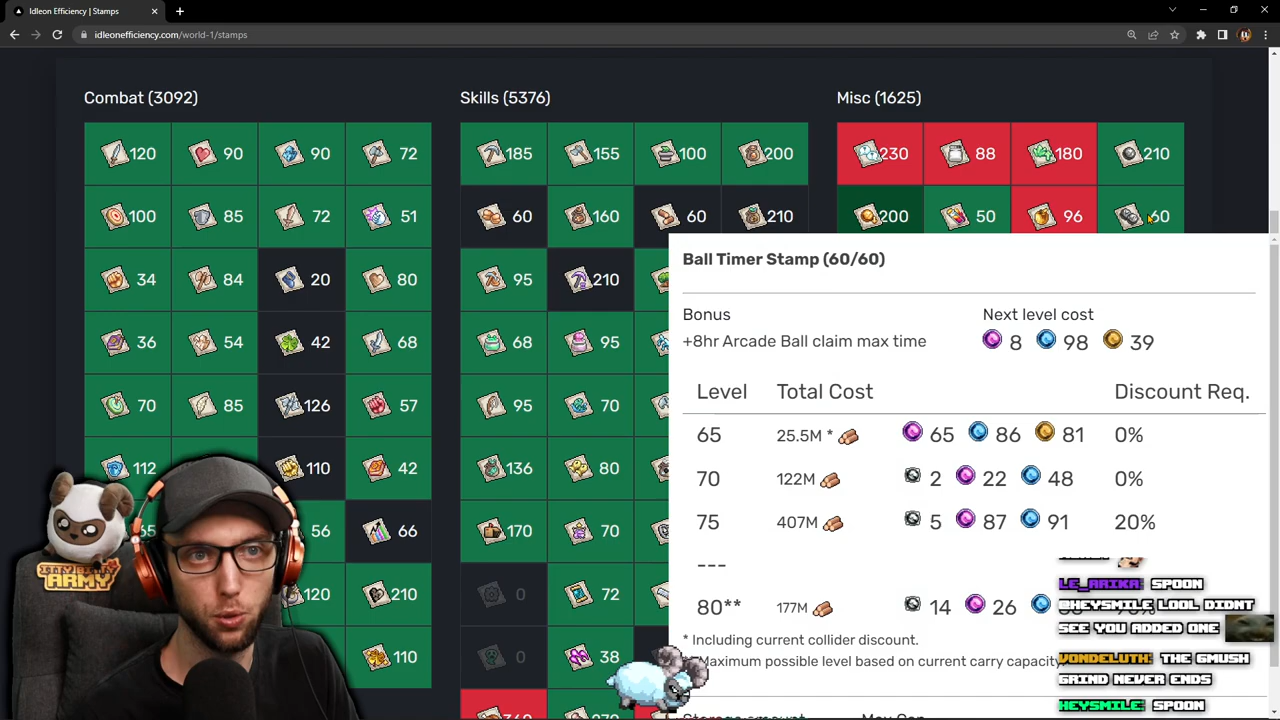 Idleon Efficiency | Stamps
idleonefficiency.com/world-1/stamps
Combat (3092)
Skills (5376)
Misc (1625)
120 90 90 72
185 155 100 200
230 88 180 210
100 85 72 51
60 160 60 210
200 50 96 60
34 84 20 80
95 210
36 54 42 68
68 95
70 85 126 57
95 70
112 110 42
136 80
56 66
170 70
120 210
0 72
110
0 38
Ball Timer Stamp (60/60)
Bonus
Next level cost
+8hr Arcade Ball claim max time
8 98 39
Level Total Cost Discount Req.
65 25.5M * 65 86 81 0%
70 122M 2 22 48 0%
75 407M 5 87 91 20%
---
80** 177M 14 26
* Including current collider discount.
Maximum possible level based on current carry capacity
ITTY BITTY
ARMY
LE_ARIKA: SPOON
@HEYSMILE LOOL DIDNT
SEE YOU ADDED ONE
VONDELUTH: THE GMUSH
GRIND NEVER ENDS
HEYSMILE: SPOON